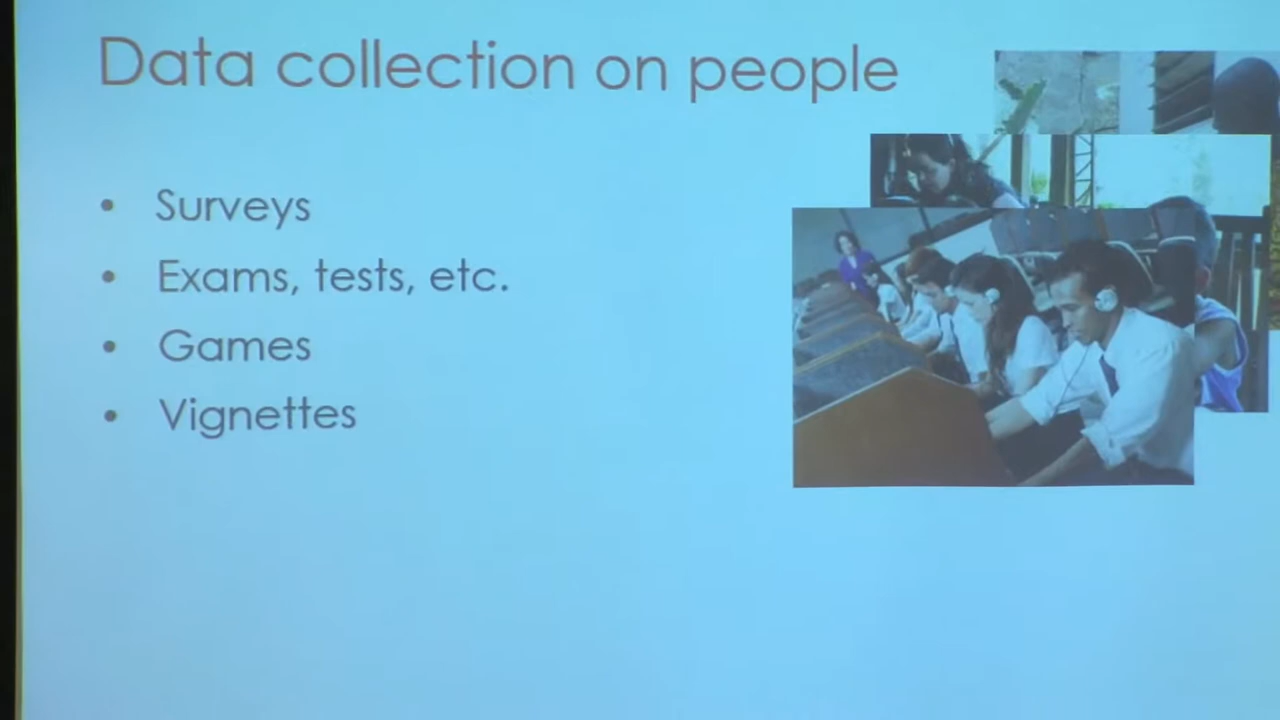 Data collection on people
• Surveys
• Exams, tests, etc.
• Games
• Vignettes